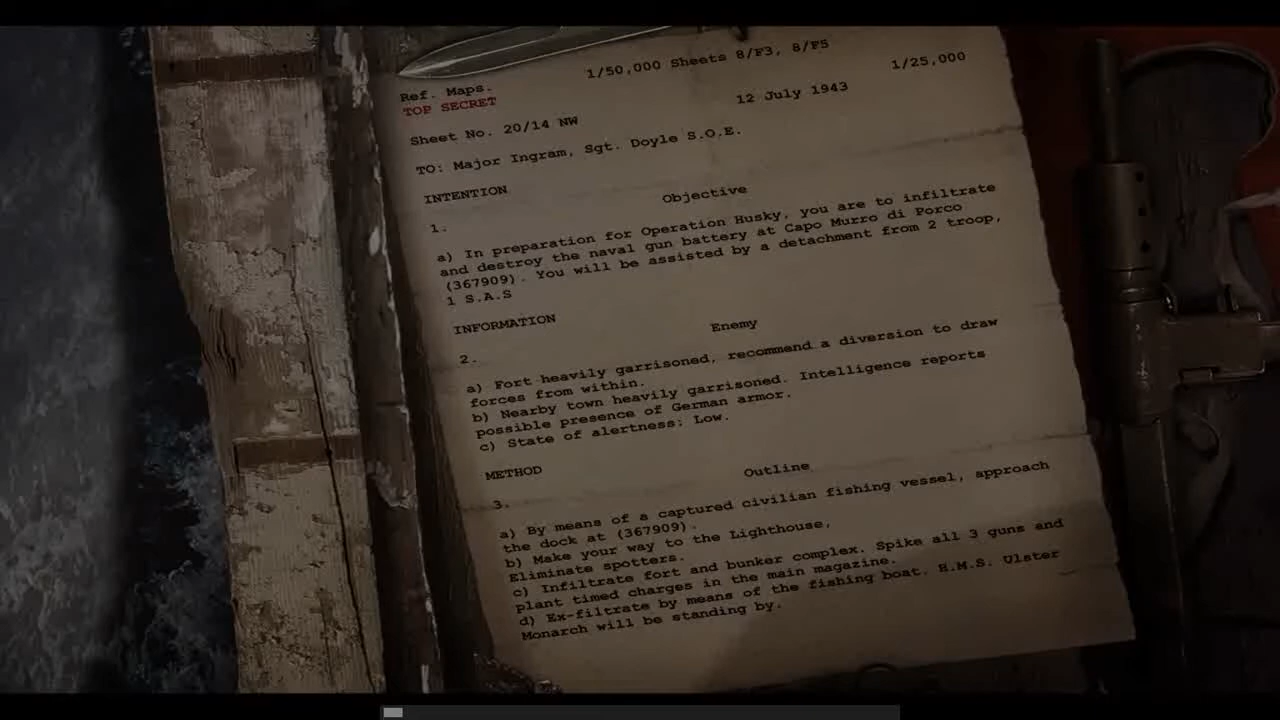 1/50,000 Sheets 8/F3, 8/F5
Ref. Maps. 1/25,000
TOP SECRET
12 July 1943
Sheet No. 20/14 NW
TO: Major Ingram, Sgt. Doyle S.O.E.
INTENTION
Objective
1.
a) In preparation for Operation Husky, you are to infiltrate
and destroy the naval gun battery at Capo Murro di Porco
(367909). You will be assisted by a detachment from 2 troop,
1 S.A.S
INFORMATION
Enemy
2.
a) Fort heavily garrisoned, recommend a diversion to draw
forces from within.
b) Nearby town heavily garrisoned. Intelligence reports
possible presence of German armor.
c) State of alertness: Low.
METHOD
Outline
3.
a) By means of a captured civilian fishing vessel, approach
the dock at (367909).
b) Make your way to the Lighthouse,
Eliminate spotters.
c) Infiltrate fort and bunker complex. Spike all 3 guns and
plant timed charges in the main magazine.
d) Ex-filtrate by means of the fishing boat. H.M.S. Ulster
Monarch will be standing by.